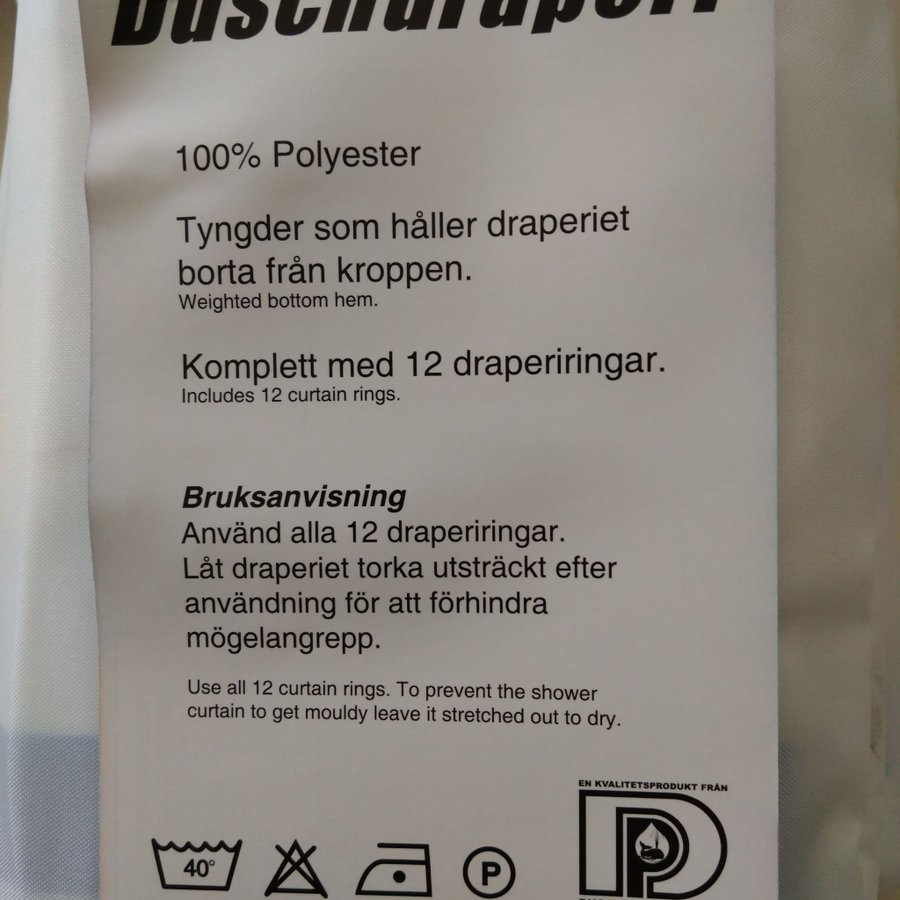 Duschdraperi
100% Polyester
Tyngder som håller draperiet
borta från kroppen.
Weighted bottom hem.
Komplett med 12 draperiringar.
Includes 12 curtain rings.
Bruksanvisning
Använd alla 12 draperiringar.
Låt draperiet torka utsträckt efter
användning för att förhindra
mögelangrepp.
Use all 12 curtain rings. To prevent the shower
curtain to get mouldy leave it stretched out to dry.
EN KVALITETSPRODUKT FRÅN
40°
P